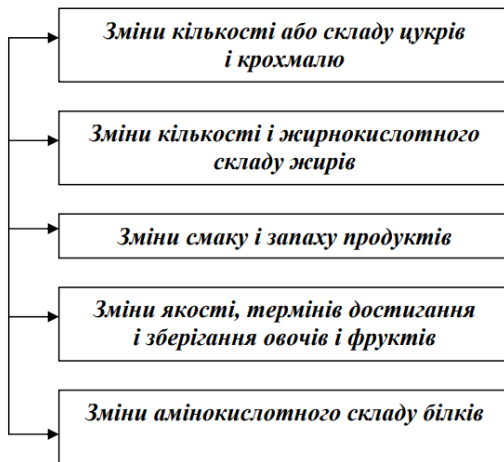 Зміни кількості або складу цукрів
і крохмалю
Зміни кількості і жирнокислотного
складу жирів
Зміни смаку і запаху продуктів
Зміни якості, термінів достигання
і зберігання овочів і фруктів
Зміни амінокислотного складу білків